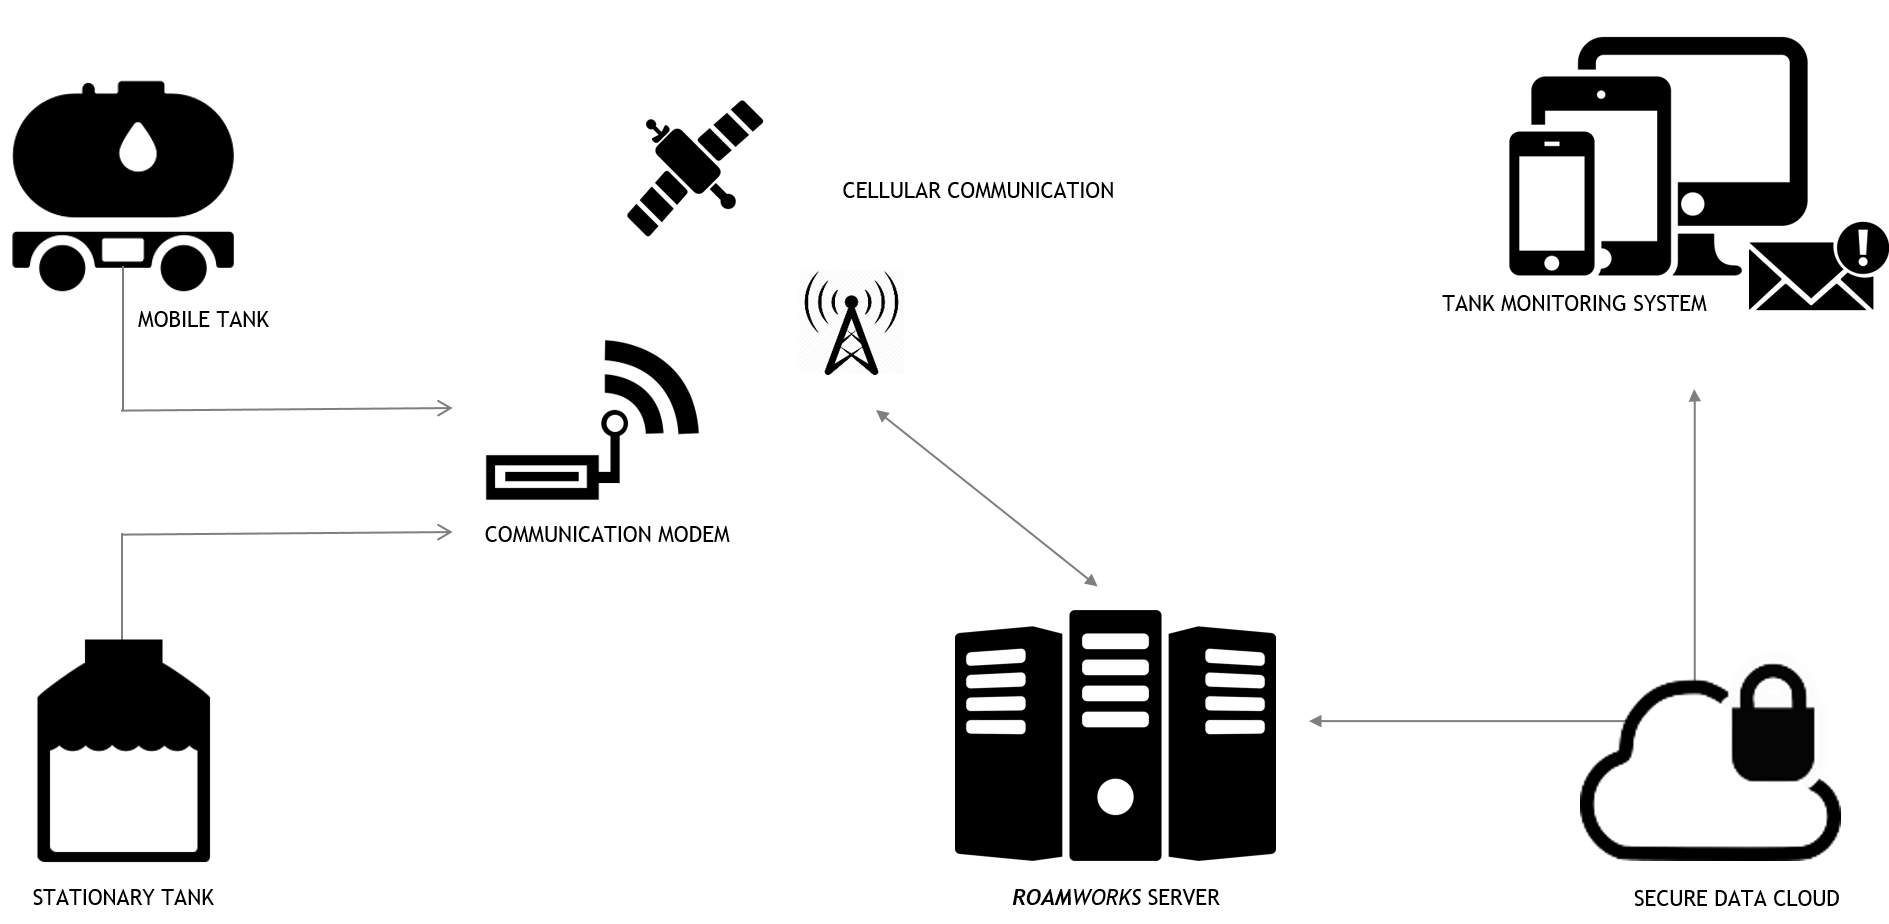 CELLULAR COMMUNICATION
TANK MONITORING SYSTEM
MOBILE TANK
COMMUNICATION MODEM
STATIONARY TANK
ROAMWORKS SERVER
SECURE DATA CLOUD